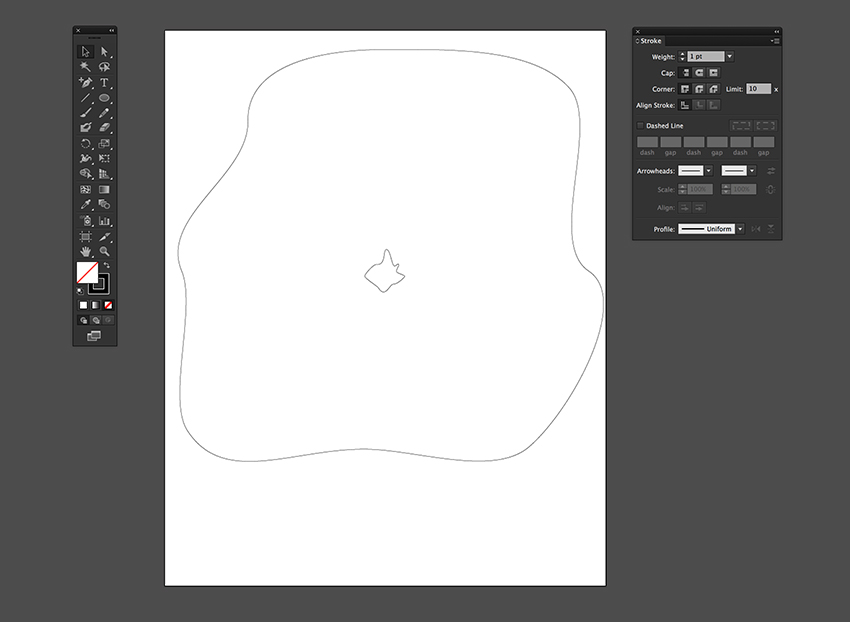 Stroke
Weight: 1 pt
Cap:
Corner: Limit: 10 x
Align Stroke:
Dashed Line
dash gap dash gap dash gap
Arrowheads:
Scale: 100% 100%
Align:
Profile: Uniform
T